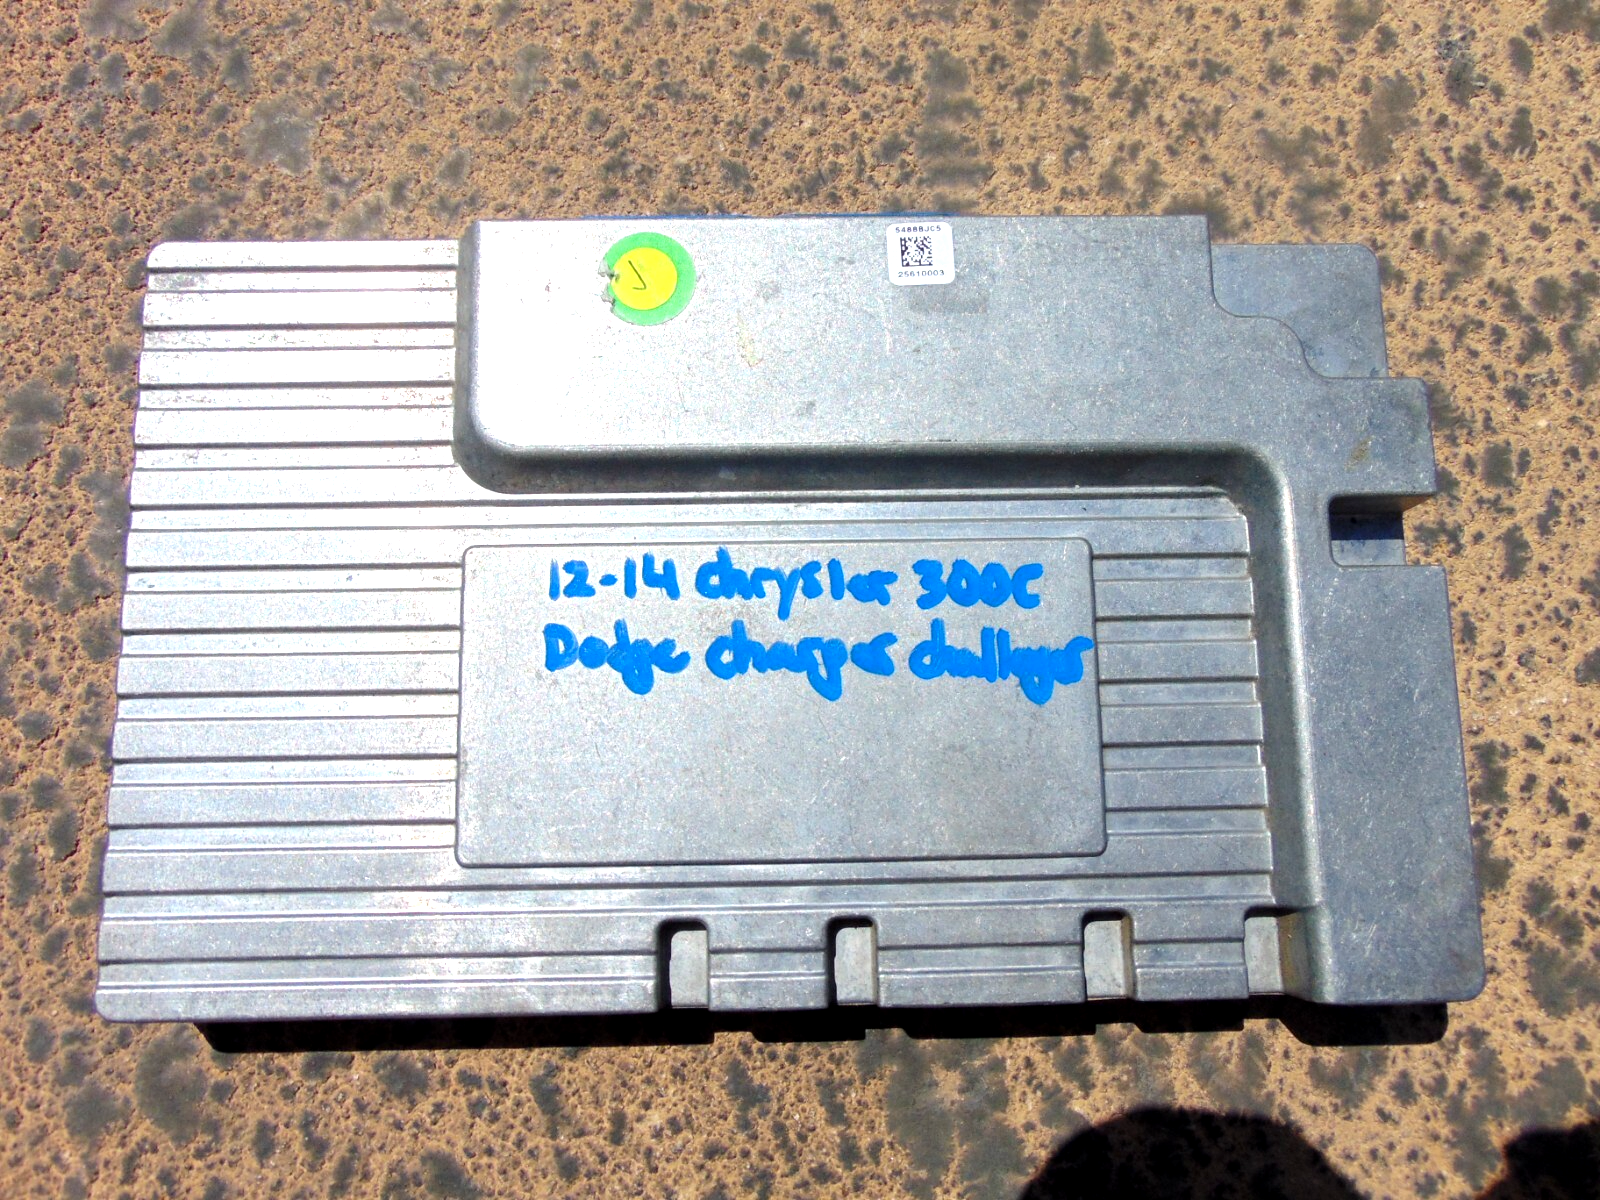 5488BJC5
25610003
12-14 chrysler 300C
Dodge charger challenger